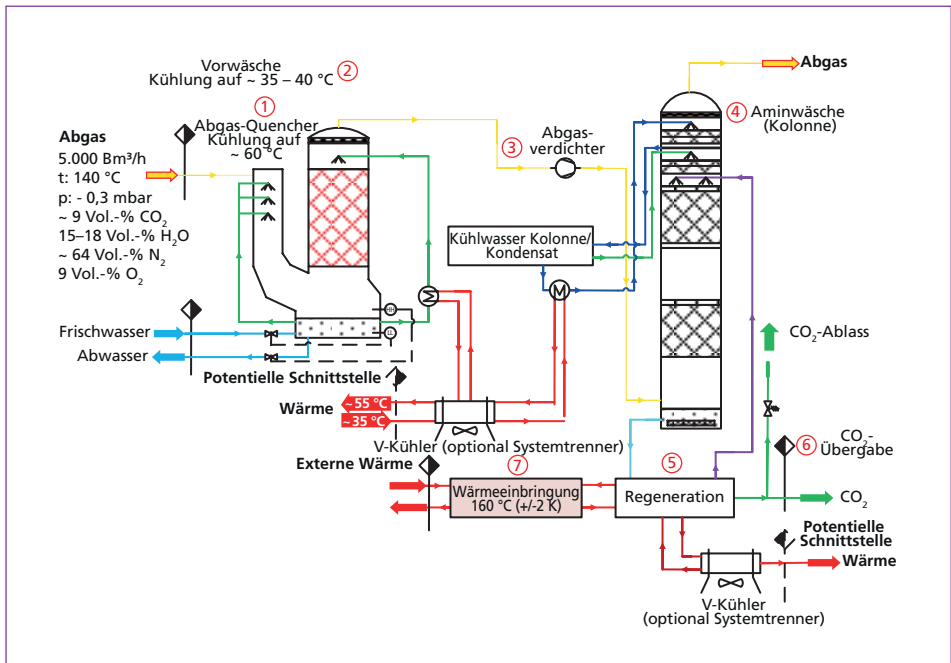 Vorwäsche
Kühlung auf ~ 35 – 40 °C
2
1
Abgas-Quencher
Kühlung auf
~ 60 °C
Abgas
5.000 Bm³/h
t: 140 °C
p: - 0,3 mbar
~ 9 Vol.-% CO₂
15–18 Vol.-% H₂O
~ 64 Vol.-% N₂
9 Vol.-% O₂
3
Abgas-
verdichter
Abgas
4
Aminwäsche
(Kolonne)
Kühlwasser Kolonne/
Kondensat
Frischwasser
Abwasser
Potentielle Schnittstelle
Wärme
~55 °C
~35 °C
V-Kühler (optional Systemtrenner)
Externe Wärme
7
Wärmeeinbringung
160 °C (+/-2 K)
5
Regeneration
CO₂-Ablass
6
CO₂-
Übergabe
CO₂
Potentielle
Schnittstelle
Wärme
V-Kühler
(optional Systemtrenner)